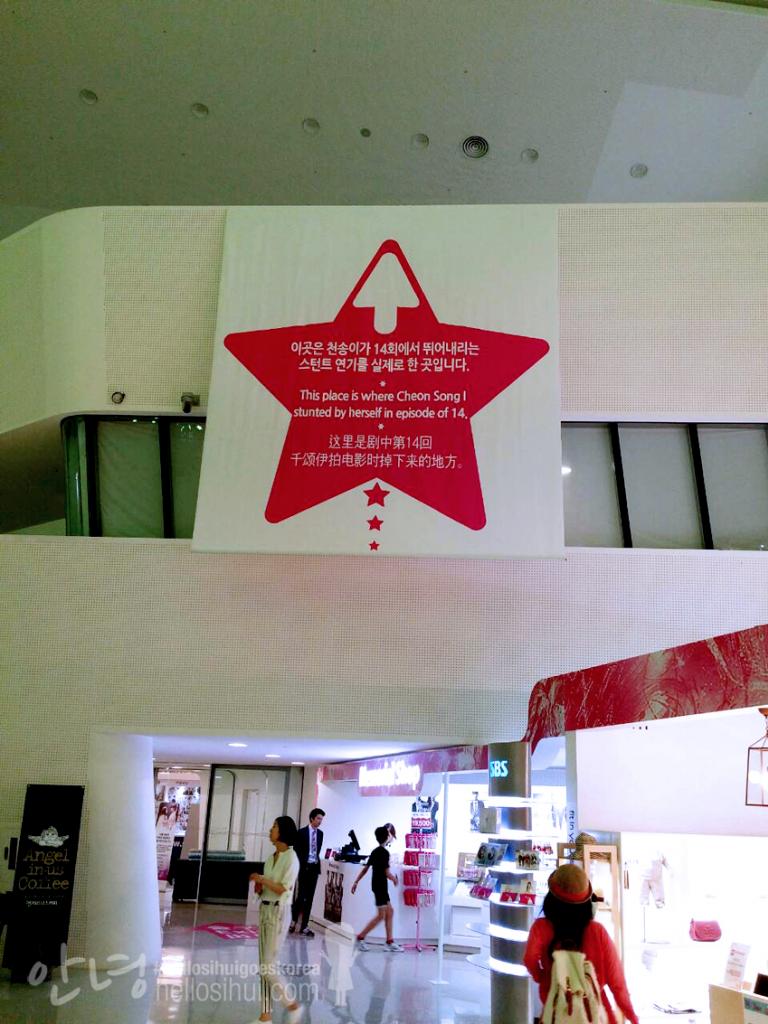 이곳은 천송이가 14회에서 뛰어내리는
스턴트 연기를 실제로 한 곳입니다.
*
This place is where Cheon Song I
stunted by herself in episode of 14.
*
这里是剧中第14回
千颂伊拍电影时掉下来的地方。
SBS
Shop
19,500
Angel
in-us
Coffee
안녕
hellosihuigoeskorea
hellosihui.com